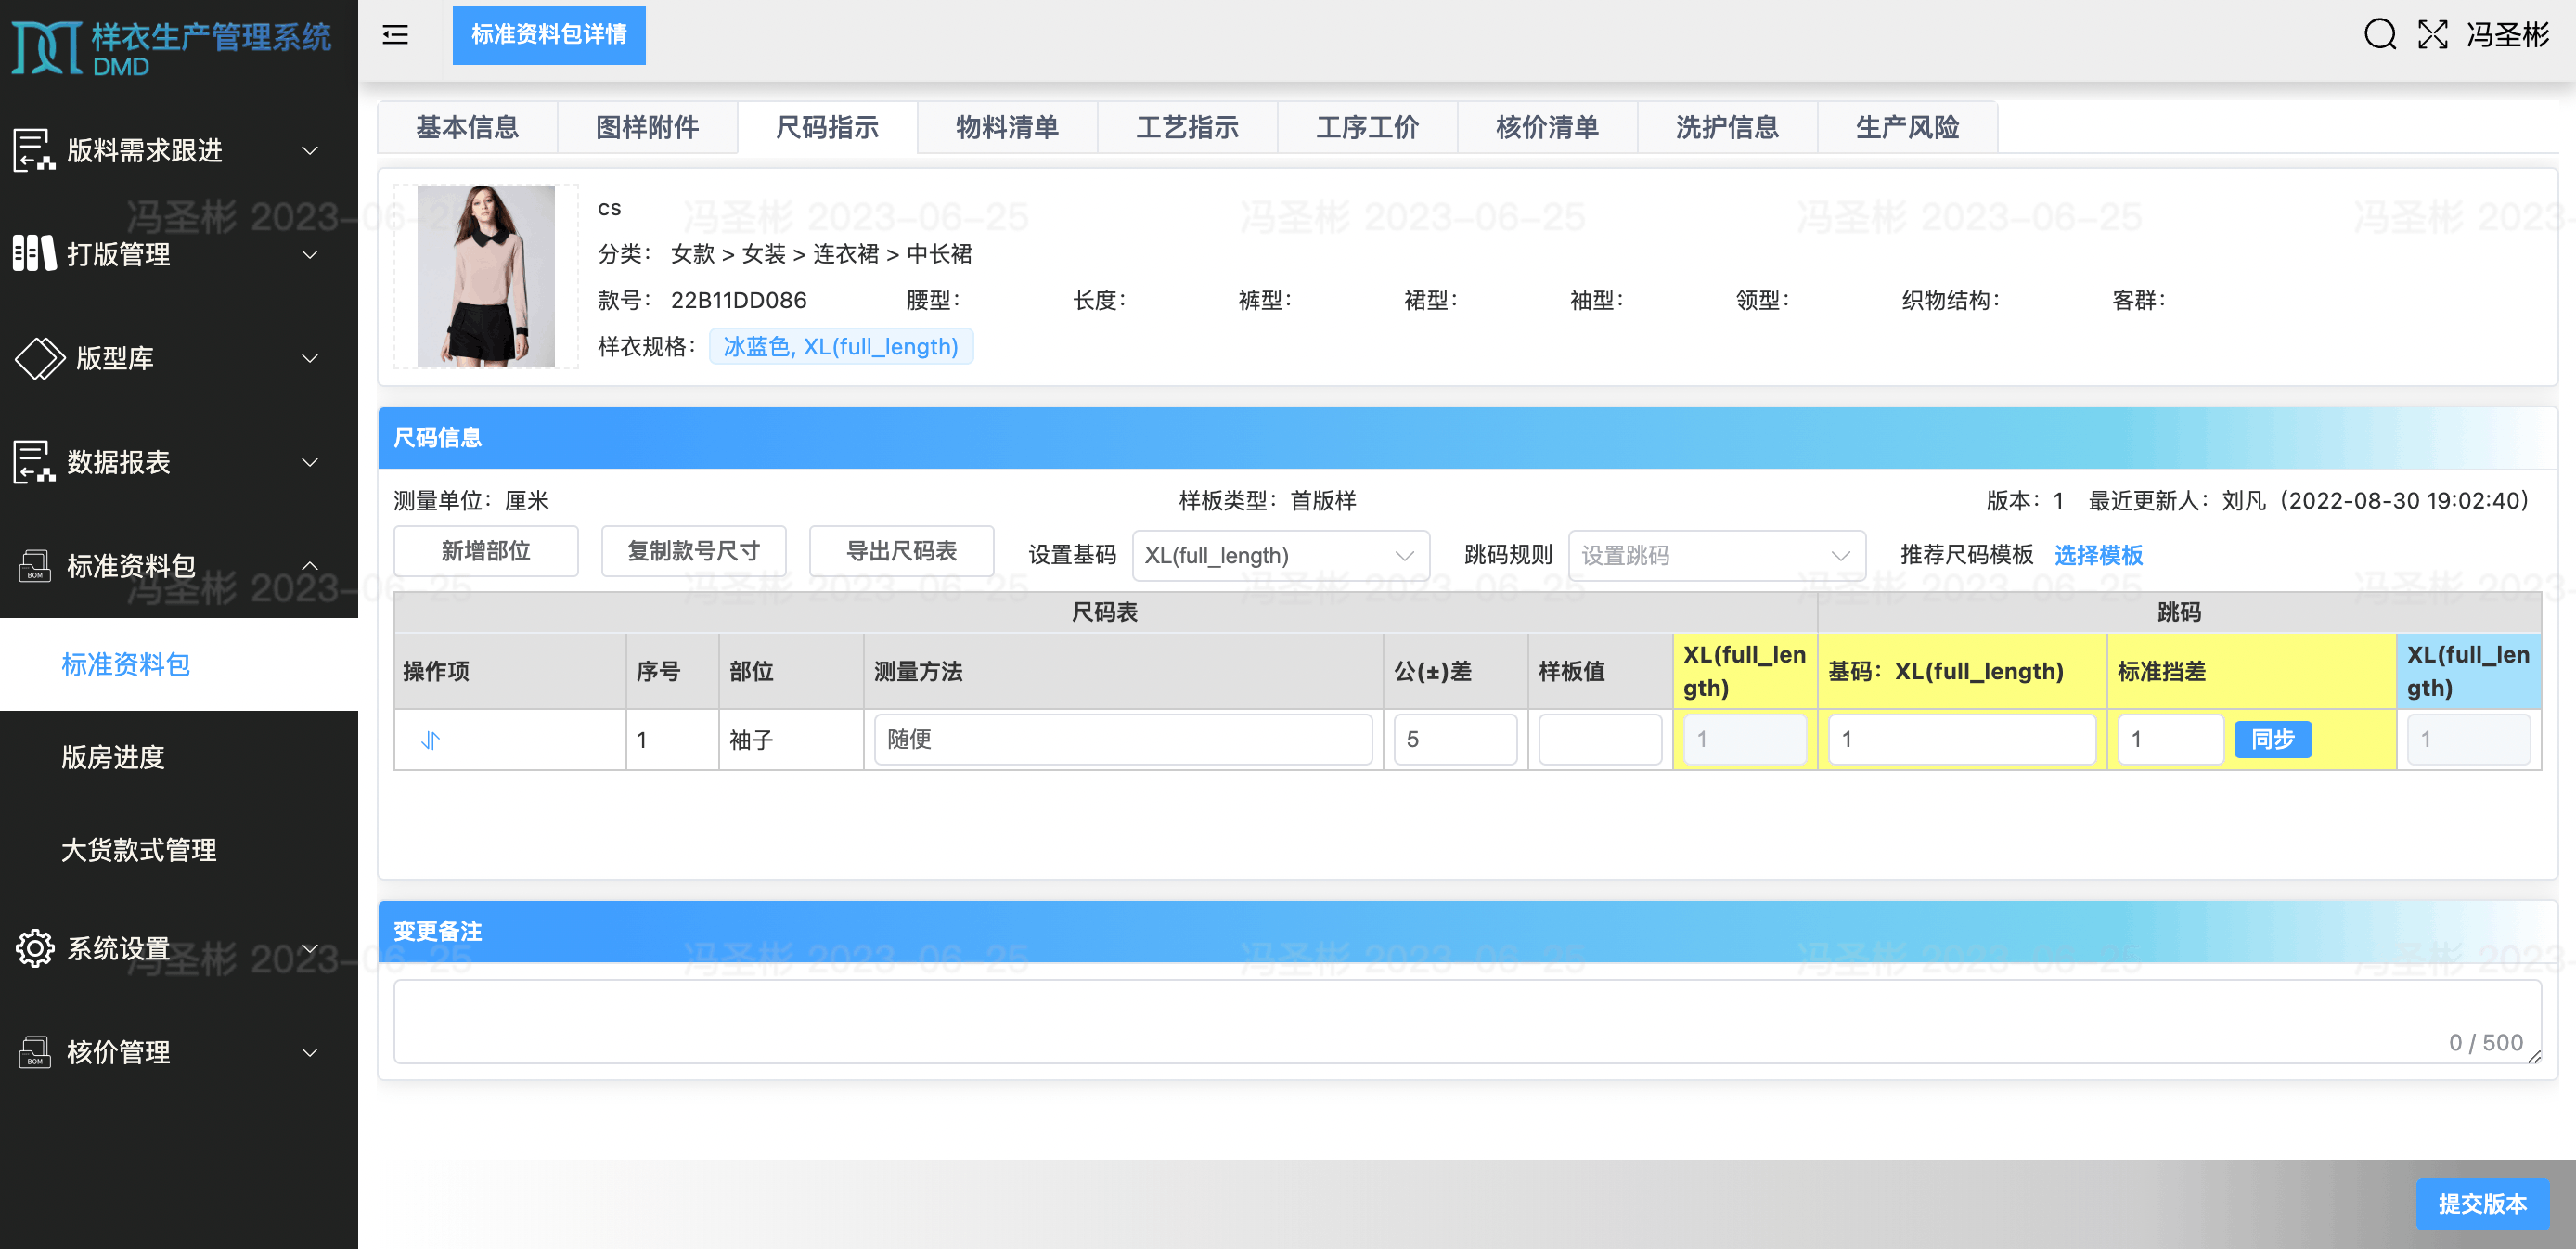 样衣生产管理系统
DMD
标准资料包详情
冯圣彬
版料需求跟进
打版管理
版型库
数据报表
标准资料包
标准资料包
版房进度
大货款式管理
系统设置
核价管理
基本信息
图样附件
尺码指示
物料清单
工艺指示
工序工价
核价清单
洗护信息
生产风险
cs
分类： 女款 > 女装 > 连衣裙 > 中长裙
款号： 22B11DD086 腰型： 长度： 裤型： 裙型： 袖型： 领型： 织物结构： 客群：
样衣规格： 冰蓝色, XL(full_length)
尺码信息
测量单位：厘米 样板类型：首版样 版本：1 最近更新人：刘凡（2022-08-30 19:02:40）
新增部位 复制款号尺寸 导出尺码表 设置基码 XL(full_length) 跳码规则 设置跳码 推荐尺码模板 选择模板
尺码表 跳码
操作项 序号 部位 测量方法 公(±)差 样板值 XL(full_length) 基码：XL(full_length) 标准挡差 XL(full_length)
1 袖子 随便 5 1 1 1 同步 1
变更备注
0 / 500
提交版本
冯圣彬 2023-06-25